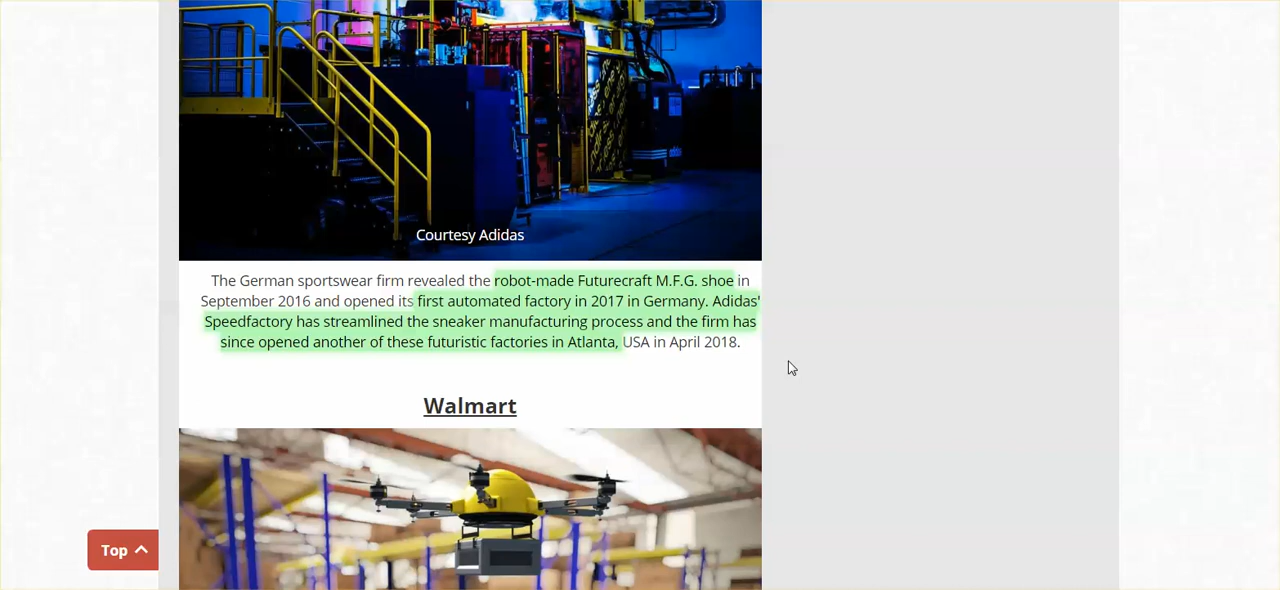 Courtesy Adidas
The German sportswear firm revealed the robot-made Futurecraft M.F.G. shoe in
September 2016 and opened its first automated factory in 2017 in Germany. Adidas'
Speedfactory has streamlined the sneaker manufacturing process and the firm has
since opened another of these futuristic factories in Atlanta, USA in April 2018.
Walmart
Top